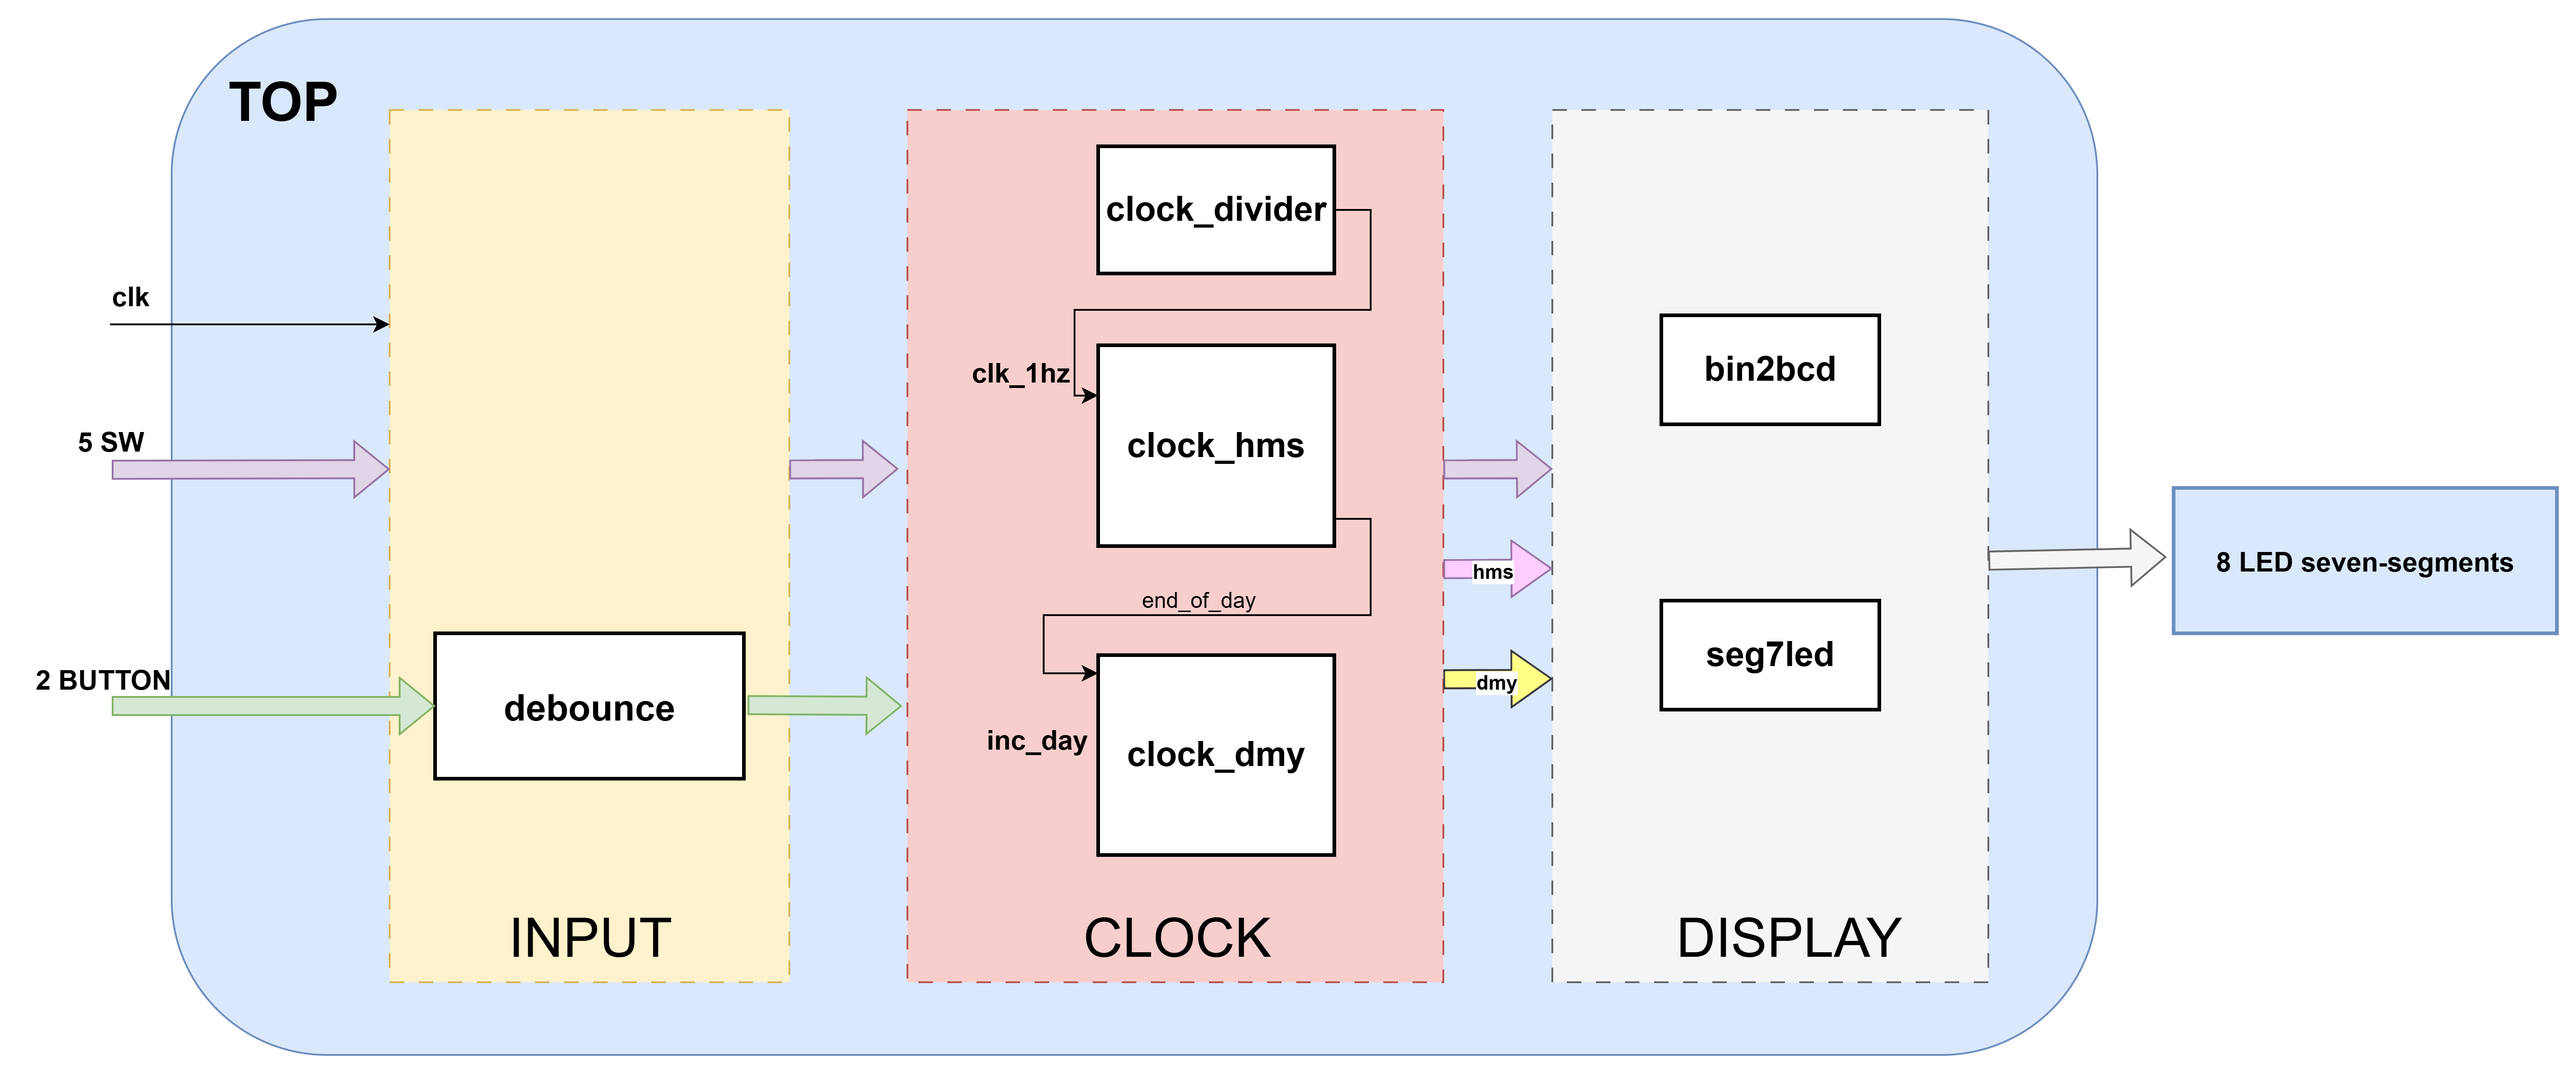 TOP
clk
5 SW
2 BUTTON
debounce
INPUT
clock_divider
clk_1hz
clock_hms
end_of_day
inc_day
clock_dmy
CLOCK
hms
dmy
bin2bcd
seg7led
DISPLAY
8 LED seven-segments